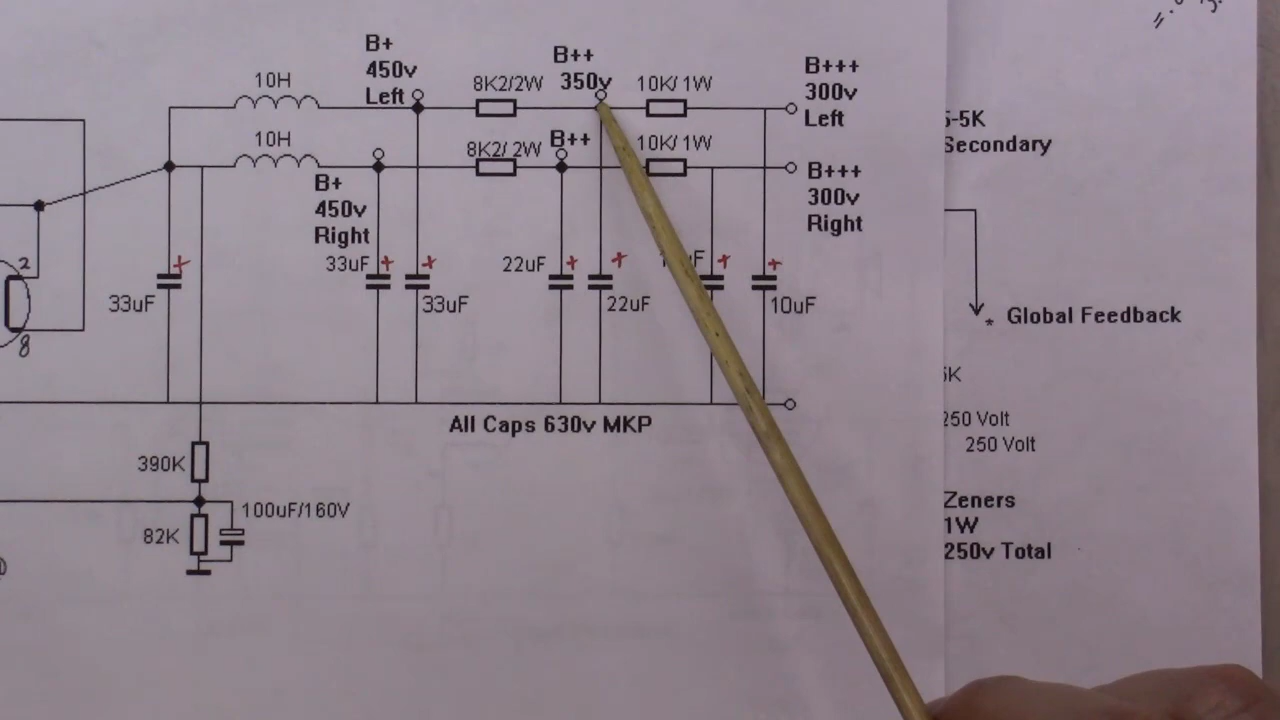 B+
450v
Left
10H
B++
350v
8K2/2W
10K/1W
B+++
300v
Left
10H
8K2/2W
B++
10K/1W
B+
450v
Right
B+++
300v
Right
5-5K
Secondary
2
+
33uF
+
+
22uF
+
+
+
+
33uF
33uF
22uF
10uF
8
* Global Feedback
All Caps 630v MKP
250 Volt
250 Volt
390K
100uF/160V
82K
Zeners
1W
250v Total